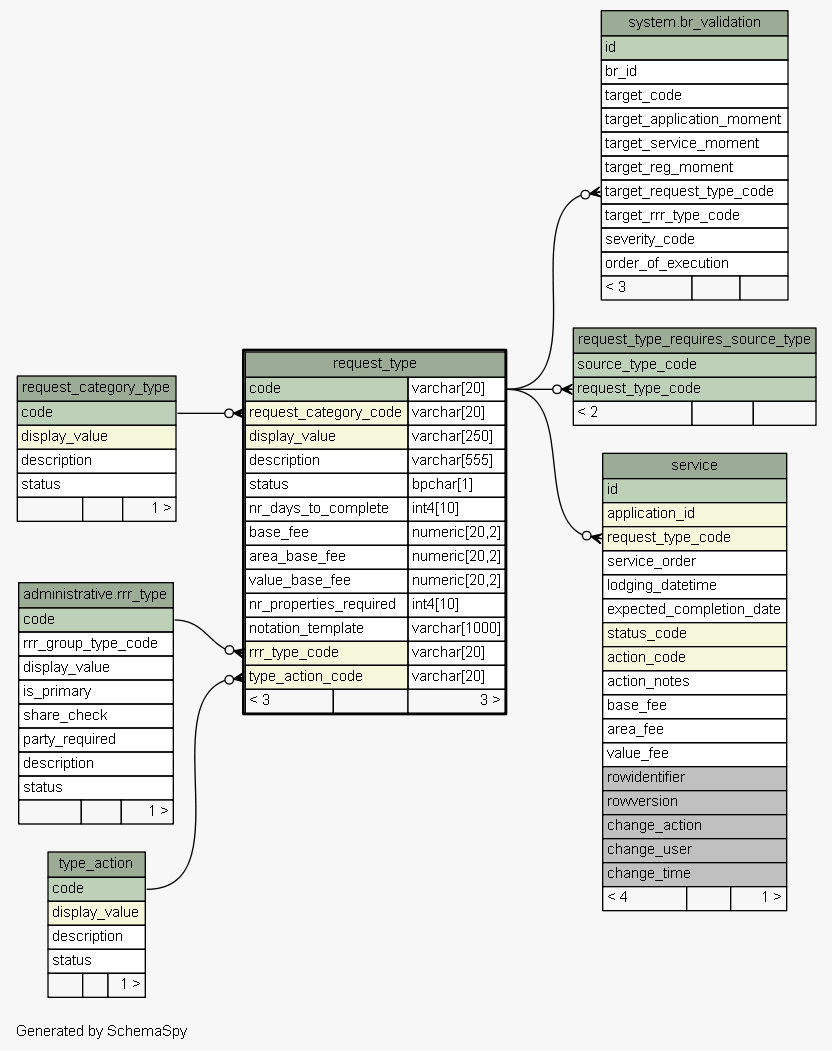 system.br_validation
id
br_id
target_code
target_application_moment
target_service_moment
target_reg_moment
target_request_type_code
target_rrr_type_code
severity_code
order_of_execution
< 3
request_type_requires_source_type
source_type_code
request_type_code
< 2
request_type
code varchar[20]
request_category_code varchar[20]
display_value varchar[250]
description varchar[555]
status bpchar[1]
nr_days_to_complete int4[10]
base_fee numeric[20,2]
area_base_fee numeric[20,2]
value_base_fee numeric[20,2]
nr_properties_required int4[10]
notation_template varchar[1000]
rrr_type_code varchar[20]
type_action_code varchar[20]
< 3 3 >
request_category_type
code
display_value
description
status
1 >
service
id
application_id
request_type_code
service_order
lodging_datetime
expected_completion_date
status_code
action_code
action_notes
base_fee
area_fee
value_fee
rowidentifier
rowversion
change_action
change_user
change_time
< 4 1 >
administrative.rrr_type
code
rrr_group_type_code
display_value
is_primary
share_check
party_required
description
status
1 >
type_action
code
display_value
description
status
1 >
Generated by SchemaSpy